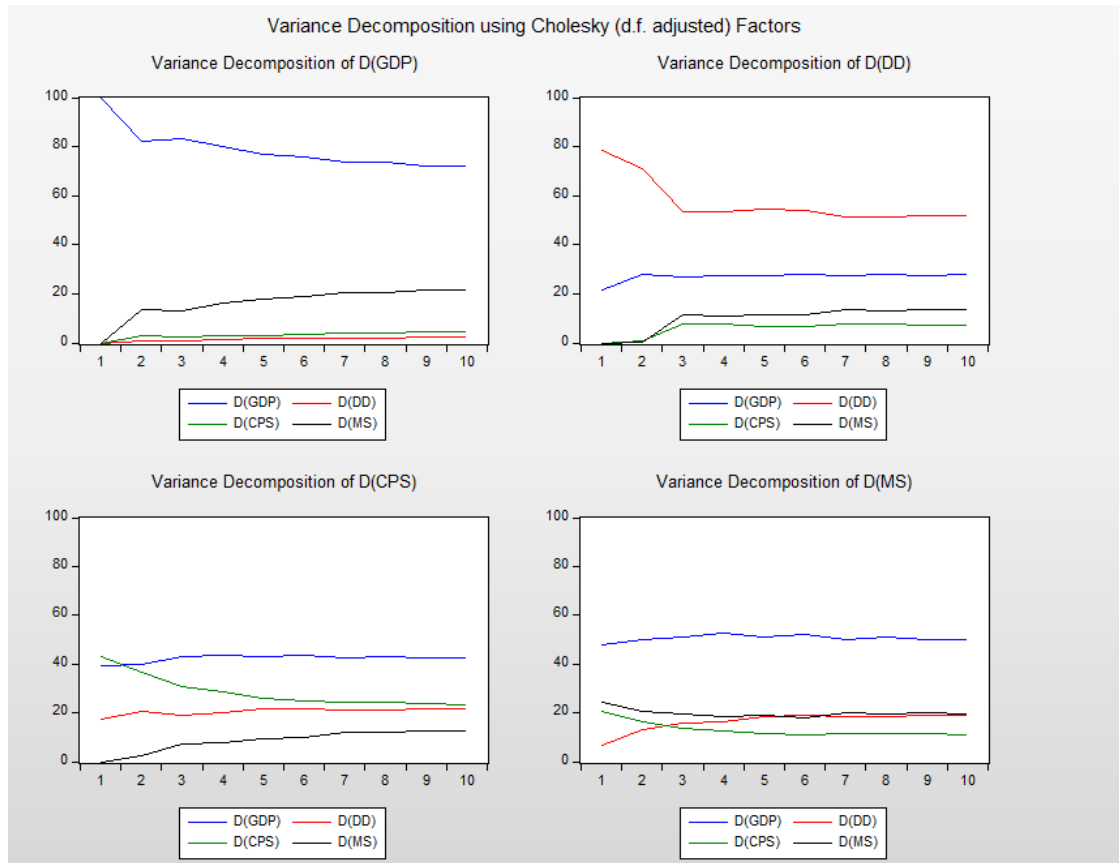 Variance Decomposition using Cholesky (d.f. adjusted) Factors
Variance Decomposition of D(GDP)
100
80
60
40
20
0
1 2 3 4 5 6 7 8 9 10
D(GDP) D(DD)
D(CPS) D(MS)
Variance Decomposition of D(DD)
100
80
60
40
20
0
1 2 3 4 5 6 7 8 9 10
D(GDP) D(DD)
D(CPS) D(MS)
Variance Decomposition of D(CPS)
100
80
60
40
20
0
1 2 3 4 5 6 7 8 9 10
D(GDP) D(DD)
D(CPS) D(MS)
Variance Decomposition of D(MS)
100
80
60
40
20
0
1 2 3 4 5 6 7 8 9 10
D(GDP) D(DD)
D(CPS) D(MS)